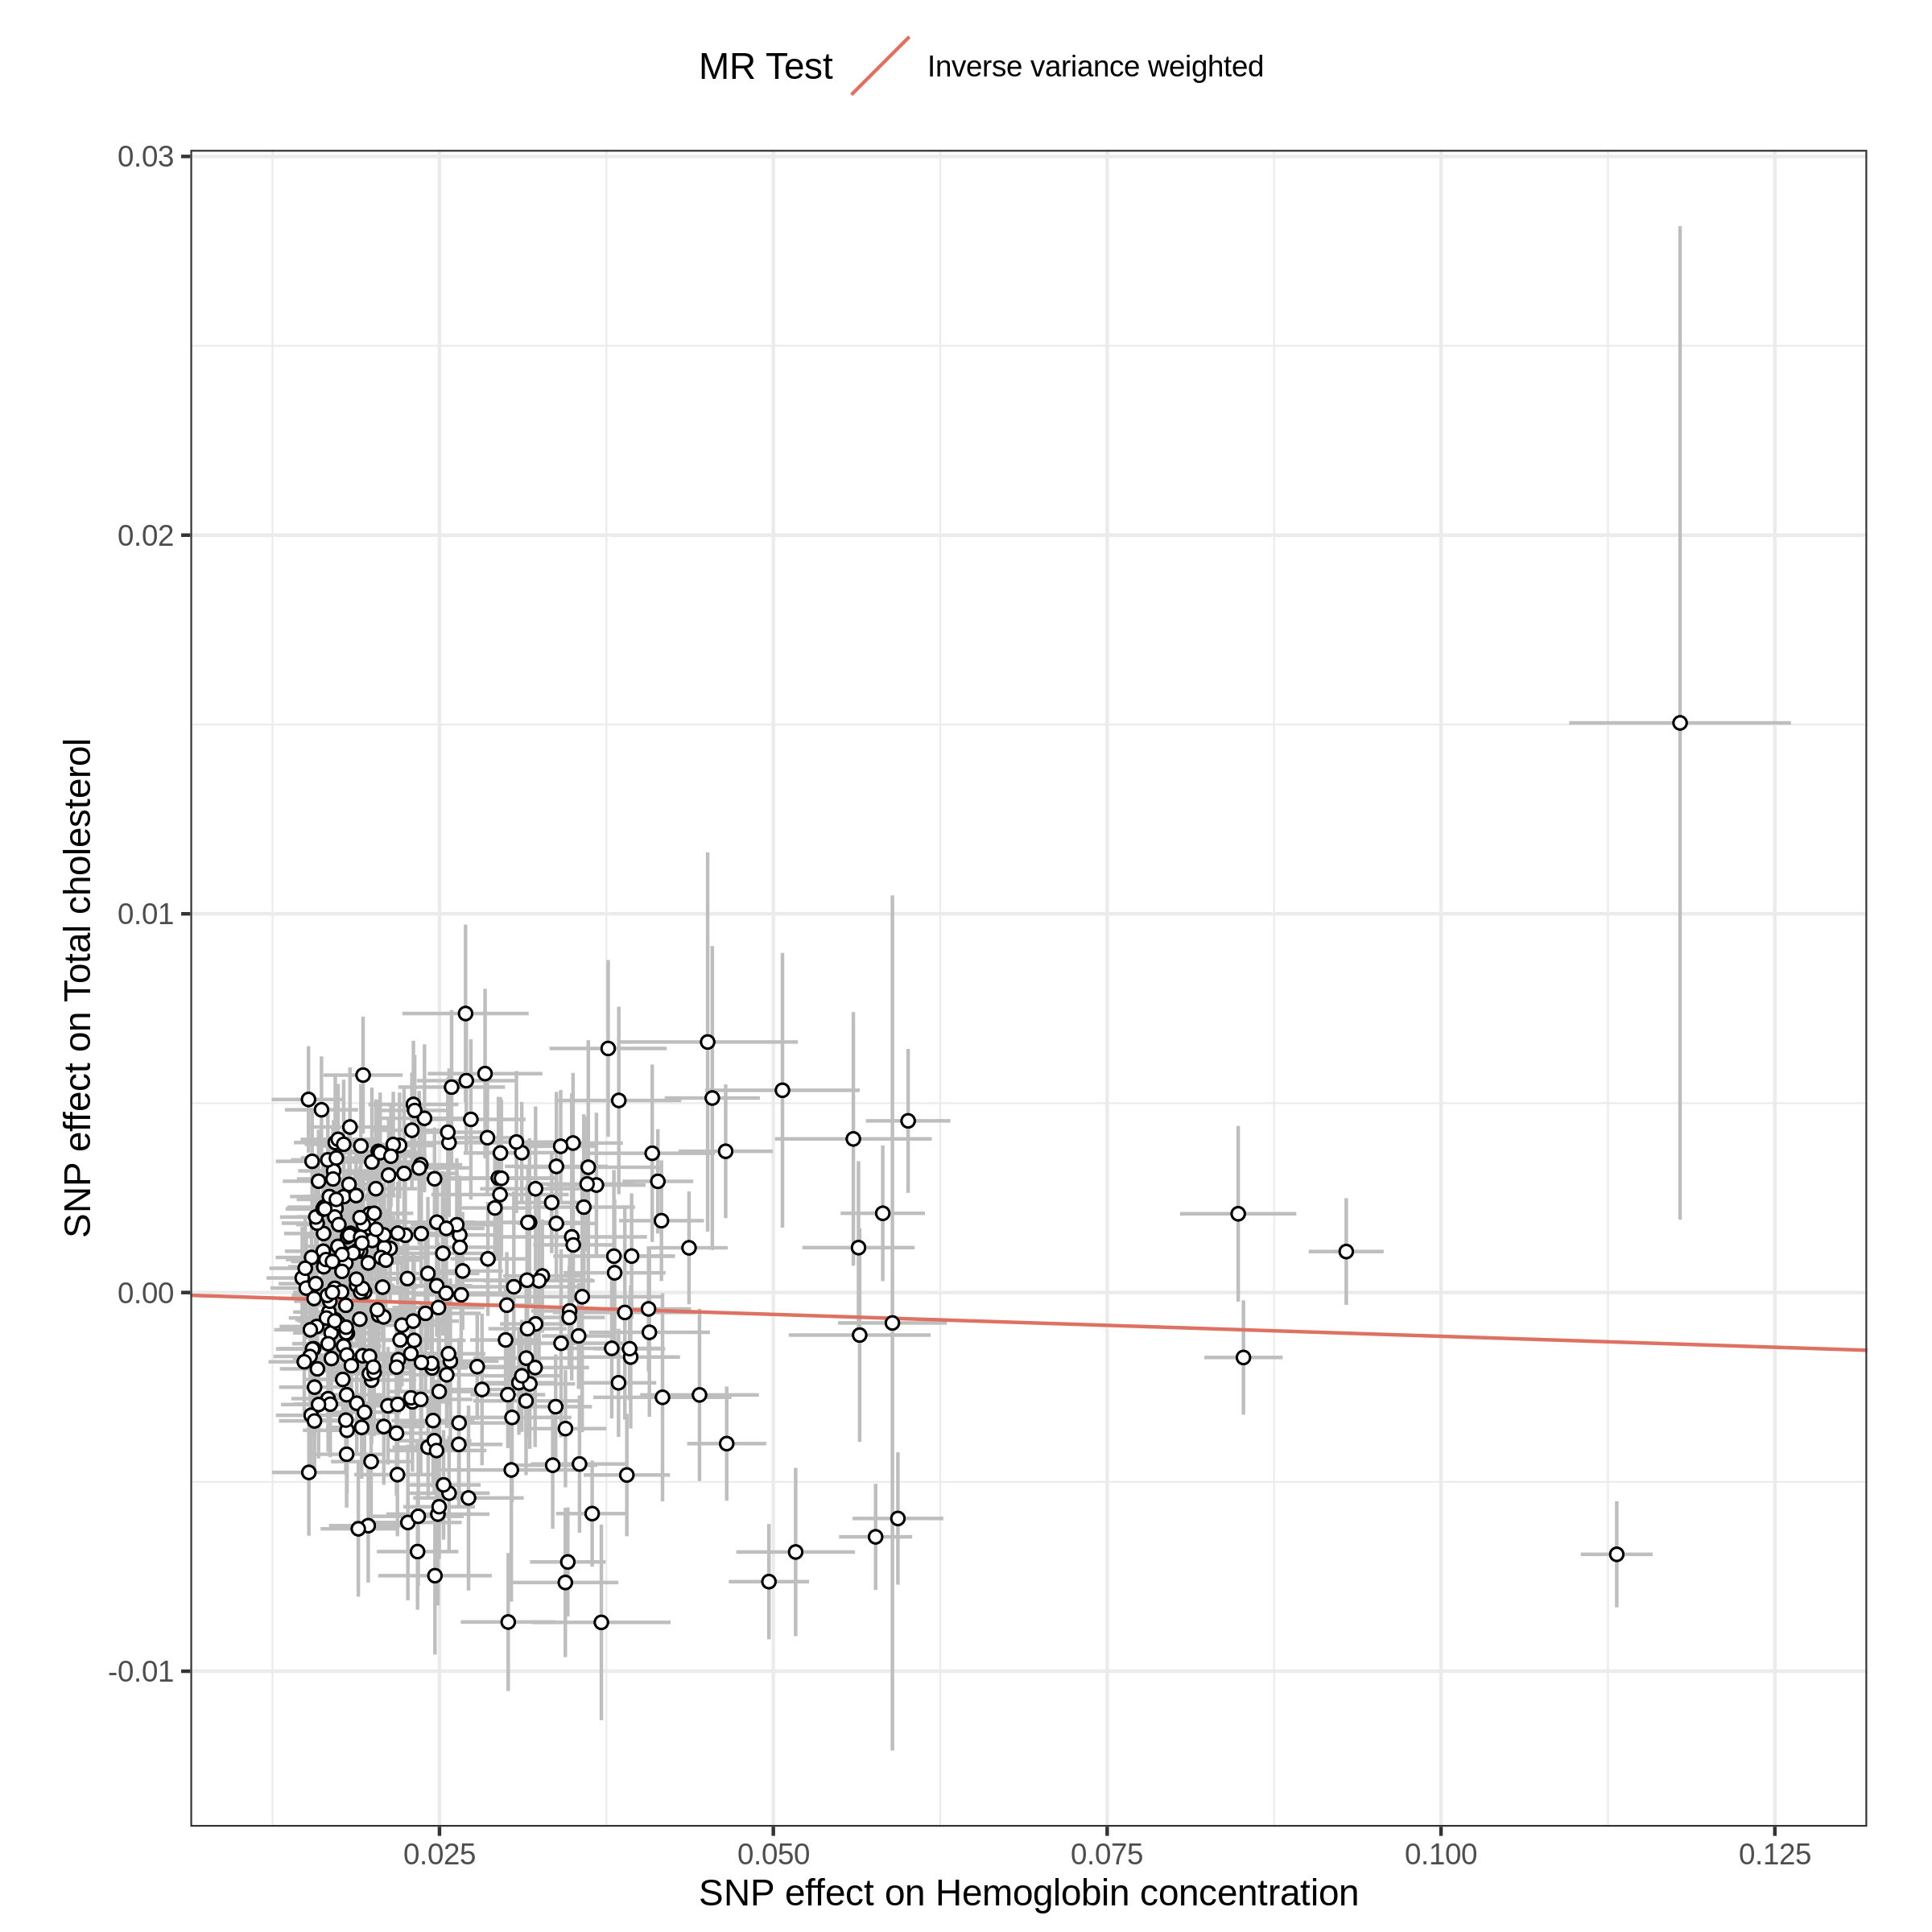 MR Test
Inverse variance weighted
0.03
0.02
0.01
0.00
-0.01
SNP effect on Total cholesterol
0.025
0.050
0.075
0.100
0.125
SNP effect on Hemoglobin concentration